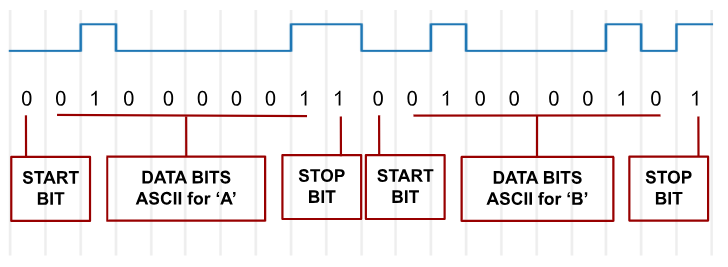 0 0 1 0 0 0 0 0 1 1 0 0 1 0 0 0 0 1 0 1
START
BIT
DATA BITS
ASCII for ‘A’
STOP
BIT
START
BIT
DATA BITS
ASCII for ‘B’
STOP
BIT